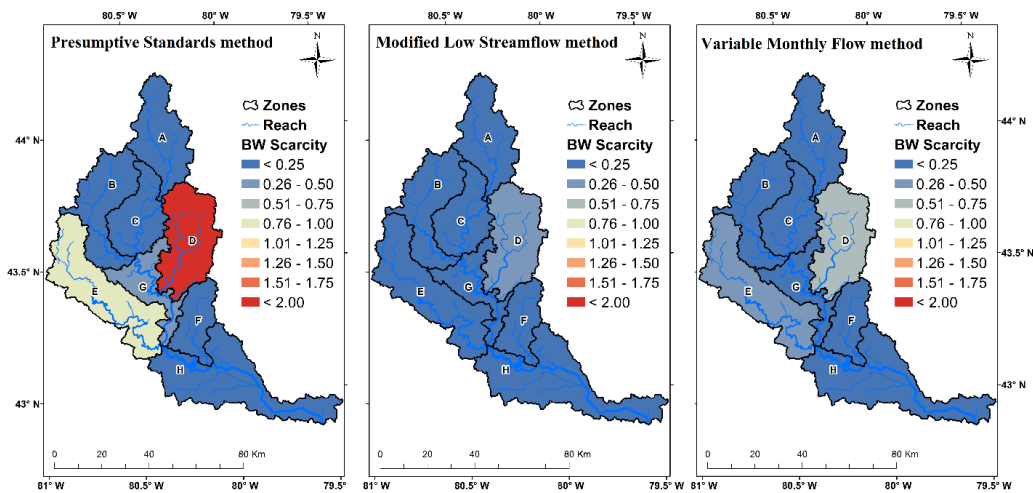 80.5° W
80° W
79.5° W
81° W
80.5° W
80° W
79.5° W
80.5° W
80° W
79.5° W
Presumptive Standards method
N
Zones
Reach
BW Scarcity
< 0.25
0.26 - 0.50
0.51 - 0.75
0.76 - 1.00
1.01 - 1.25
1.26 - 1.50
1.51 - 1.75
< 2.00
A
B
C
D
E
G
F
H
44° N
43.5° N
43° N
0
20
40
80 Km
81° W
80.5° W
80° W
79.5° W
Modified Low Streamflow method
N
Zones
Reach
BW Scarcity
< 0.25
0.26 - 0.50
0.51 - 0.75
0.76 - 1.00
1.01 - 1.25
1.26 - 1.50
1.51 - 1.75
< 2.00
A
B
C
D
E
G
F
H
0
20
40
80 Km
Variable Monthly Flow method
N
Zones
Reach
BW Scarcity
< 0.25
0.26 - 0.50
0.51 - 0.75
0.76 - 1.00
1.01 - 1.25
1.26 - 1.50
1.51 - 1.75
< 2.00
A
B
C
D
E
G
F
H
44° N
43.5° N
43° N
0
20
40
80 Km
81° W
80.5° W
80° W
79.5° W